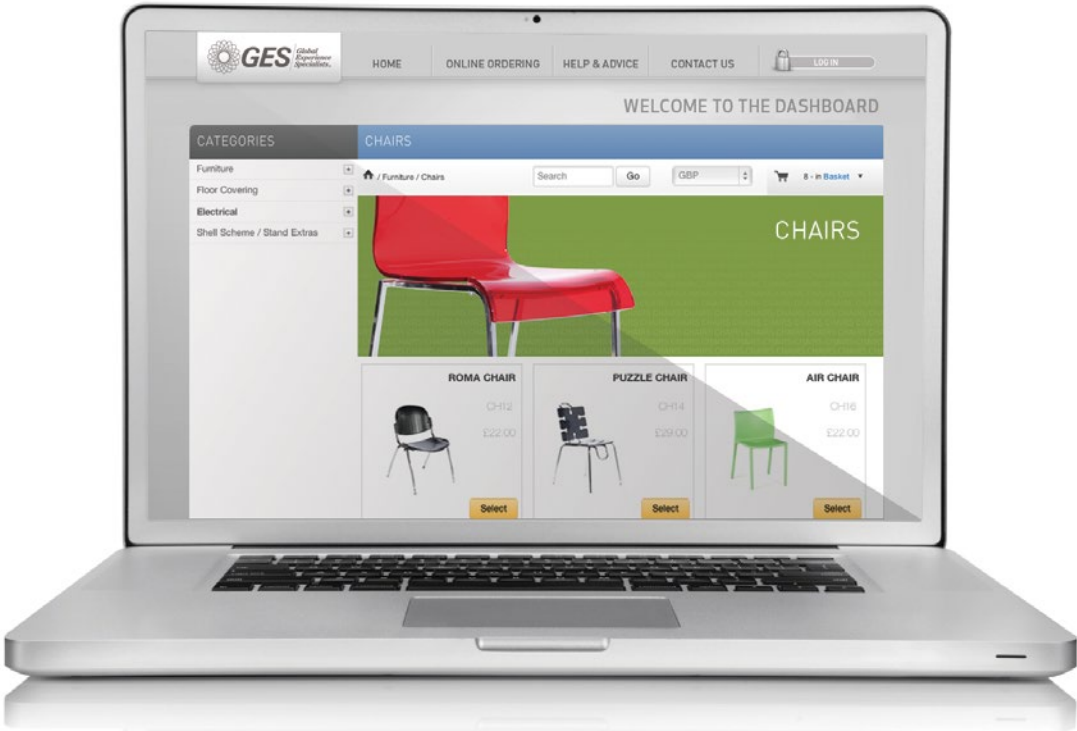 GES Global
Experience
Specialists.
HOME ONLINE ORDERING HELP & ADVICE CONTACT US LOG IN
WELCOME TO THE DASHBOARD
CATEGORIES
Furniture
Floor Covering
Electrical
Shell Scheme / Stand Extras
CHAIRS
/ Furniture / Chairs Search Go GBP 8 - in Basket
CHAIRS
ROMA CHAIR
CH12
£22.00
Select
PUZZLE CHAIR
CH14
£29.00
Select
AIR CHAIR
CH16
£22.00
Select